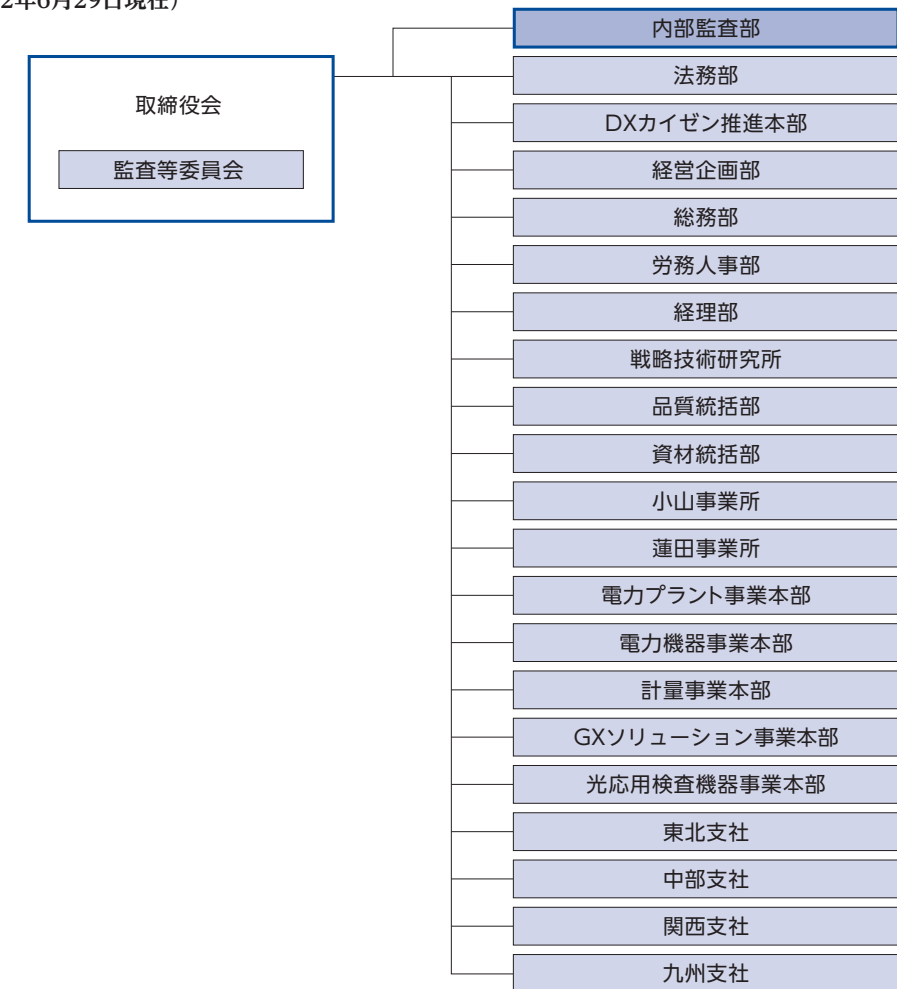 2年6月29日現在）
取締役会
監査等委員会
内部監査部
法務部
DXカイゼン推進本部
経営企画部
総務部
労務人事部
経理部
戦略技術研究所
品質統括部
資材統括部
小山事業所
蓮田事業所
電力プラント事業本部
電力機器事業本部
計量事業本部
GXソリューション事業本部
光応用検査機器事業本部
東北支社
中部支社
関西支社
九州支社